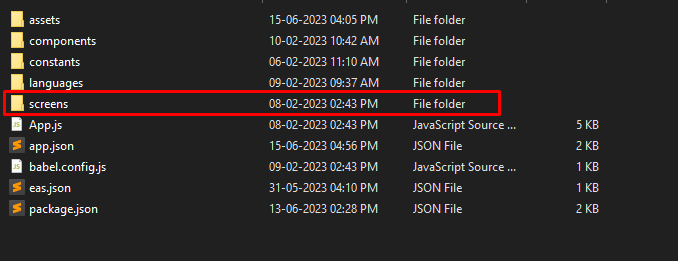 assets 15-06-2023 04:05 PM File folder
components 10-02-2023 10:42 AM File folder
constants 06-02-2023 11:10 AM File folder
languages 09-02-2023 09:37 AM File folder
screens 08-02-2023 02:43 PM File folder
App.js 08-02-2023 02:43 PM JavaScript Source ... 5 KB
app.json 15-06-2023 04:56 PM JSON File 2 KB
babel.config.js 09-02-2023 02:43 PM JavaScript Source ... 1 KB
eas.json 31-05-2023 04:10 PM JSON File 1 KB
package.json 13-06-2023 02:28 PM JSON File 2 KB